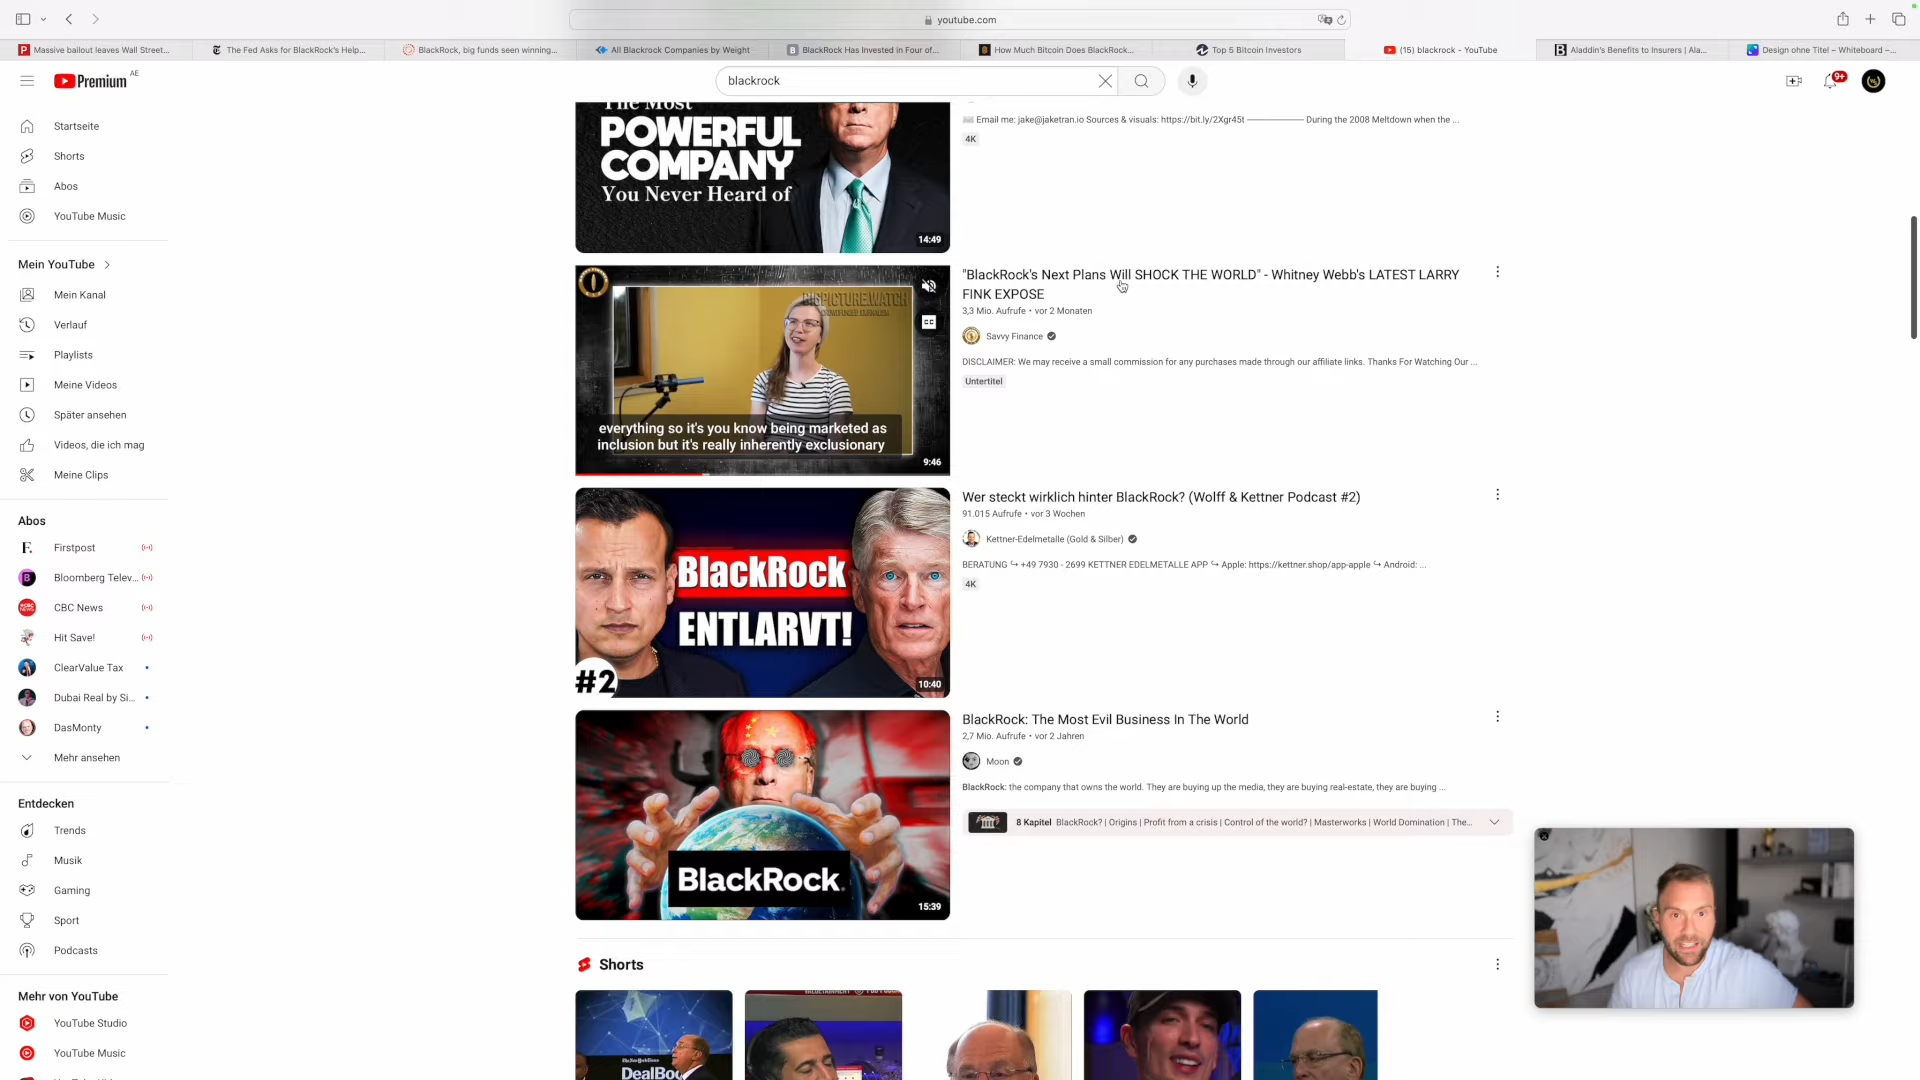 youtube.com
Massive bailout leaves Wall Street...
The Fed Asks for BlackRock's Help...
BlackRock, big funds seen winning...
All Blackrock Companies by Weight
BlackRock Has Invested in Four of...
How Much Bitcoin Does BlackRock...
Top 5 Bitcoin Investors
(15) blackrock - YouTube
Aladdin's Benefits to Insurers | Ala...
Design ohne Titel – Whiteboard –...
Premium AE
blackrock
9+
Startseite
Shorts
Abos
YouTube Music
Mein YouTube
Mein Kanal
Verlauf
Playlists
Meine Videos
Später ansehen
Videos, die ich mag
Meine Clips
Abos
Firstpost
Bloomberg Telev...
CBC News
Hit Save!
ClearValue Tax
Dubai Real by Si...
DasMonty
Mehr ansehen
Entdecken
Trends
Musik
Gaming
Sport
Podcasts
Mehr von YouTube
YouTube Studio
YouTube Music
The Most
POWERFUL
COMPANY
You Never Heard of
14:49
Email me: jake@jaketran.io Sources & visuals: https://bit.ly/2Xgr45t ——————— During the 2008 Meltdown when the ...
4K
BIGPICTURE.WATCH
CROWDFUNDED JOURNALISM
CC
everything so it's you know being marketed as
inclusion but it's really inherently exclusionary
9:46
"BlackRock's Next Plans Will SHOCK THE WORLD" - Whitney Webb's LATEST LARRY
FINK EXPOSE
3,3 Mio. Aufrufe • vor 2 Monaten
Savvy Finance
DISCLAIMER: We may receive a small commission for any purchases made through our affiliate links. Thanks For Watching Our ...
Untertitel
BlackRock
ENTLARVT!
#2
10:40
Wer steckt wirklich hinter BlackRock? (Wolff & Kettner Podcast #2)
91.015 Aufrufe • vor 3 Wochen
Kettner-Edelmetalle (Gold & Silber)
BERATUNG ↪ +49 7930 - 2699 KETTNER EDELMETALLE APP ↪ Apple: https://kettner.shop/app-apple ↪ Android: ...
4K
BlackRock.
15:39
BlackRock: The Most Evil Business In The World
2,7 Mio. Aufrufe • vor 2 Jahren
Moon
BlackRock: the company that owns the world. They are buying up the media, they are buying real-estate, they are buying ...
8 Kapitel BlackRock? | Origins | Profit from a crisis | Control of the world? | Masterworks | World Domination | The...
Shorts
The New York Times
DealBoo